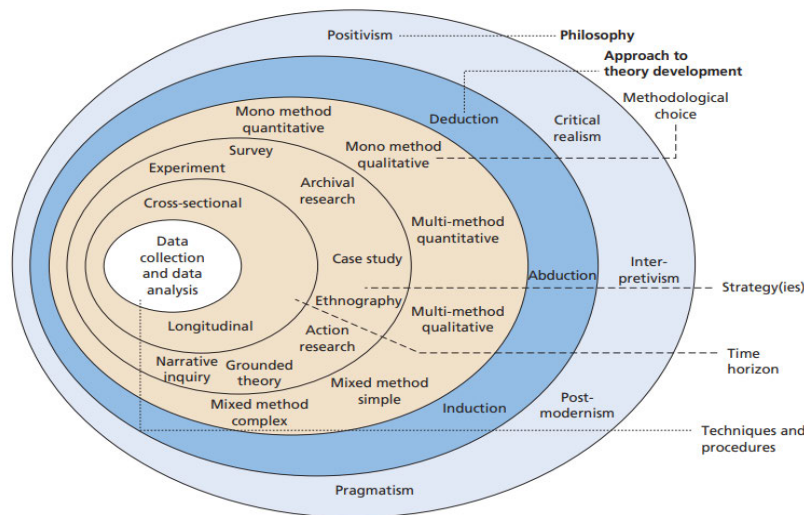 Positivism
Philosophy
Approach to
theory development
Methodological
choice
Mono method
quantitative
Deduction
Critical
realism
Survey
Mono method
qualitative
Experiment
Archival
research
Cross-sectional
Multi-method
quantitative
Data
collection
and data
analysis
Case study
Inter-
pretivism
Abduction
Strategy(ies)
Ethnography
Multi-method
qualitative
Longitudinal
Action
research
Time
horizon
Narrative
inquiry
Grounded
theory
Mixed method
simple
Post-
modernism
Mixed method
complex
Induction
Techniques and
procedures
Pragmatism